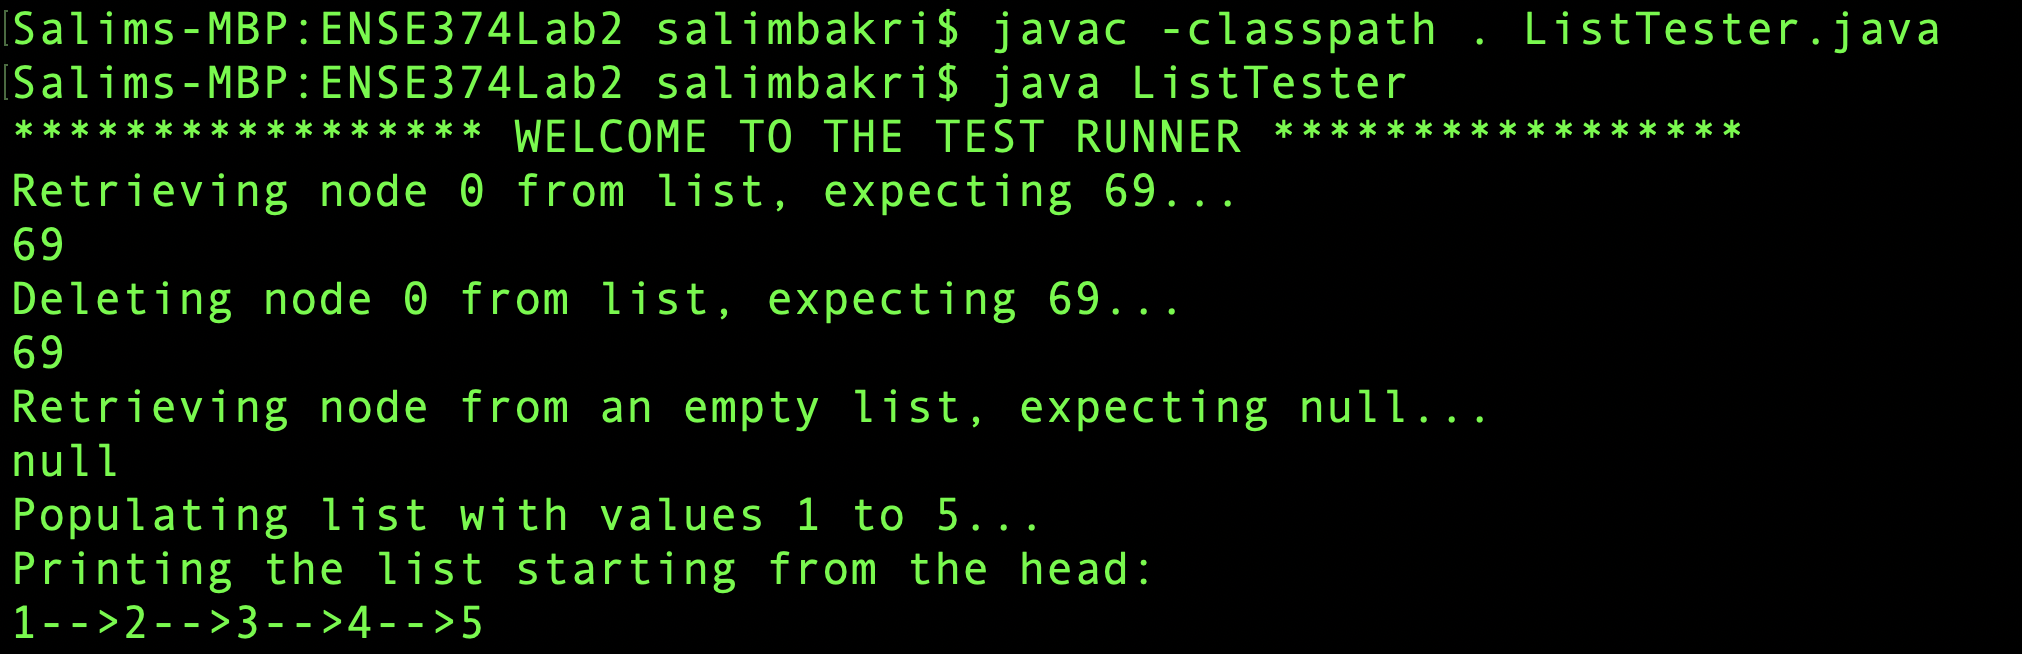 Salims-MBP:ENSE374Lab2 salimbakri$ javac -classpath . ListTester.java
Salims-MBP:ENSE374Lab2 salimbakri$ java ListTester
***************** WELCOME TO THE TEST RUNNER *****************
Retrieving node 0 from list, expecting 69...
69
Deleting node 0 from list, expecting 69...
69
Retrieving node from an empty list, expecting null...
null
Populating list with values 1 to 5...
Printing the list starting from the head:
1-->2-->3-->4-->5